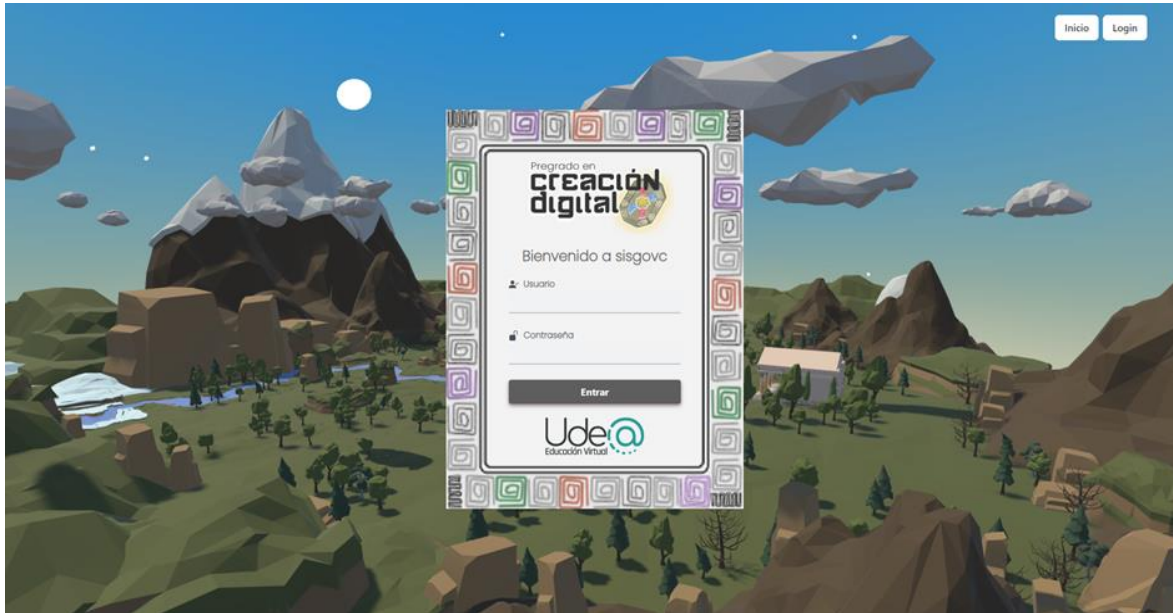 Inicio
Login
Pregrado en
creación
digital
Bienvenido a sisgovc
Usuario
Contraseña
Entrar
Ude@
Educación Virtual